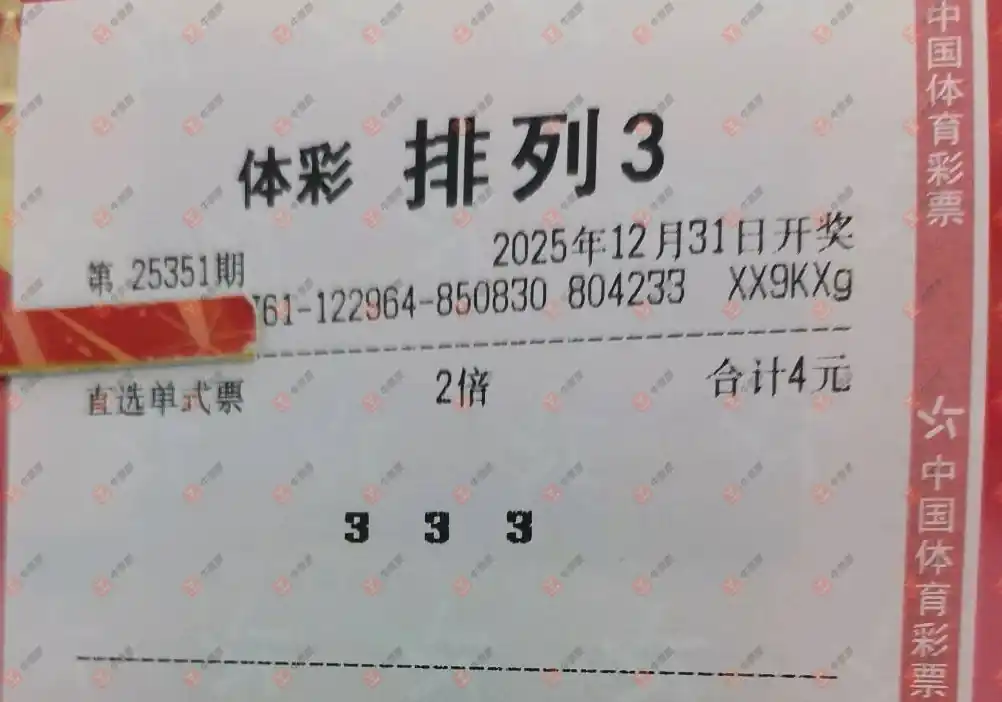 体彩 排列3
第 25351期 2025年12月31日开奖
761-122964-850830 804233 XX9KXg
直选单式票 2倍 合计4元
3 3 3
中国体育彩票
中国体育彩票